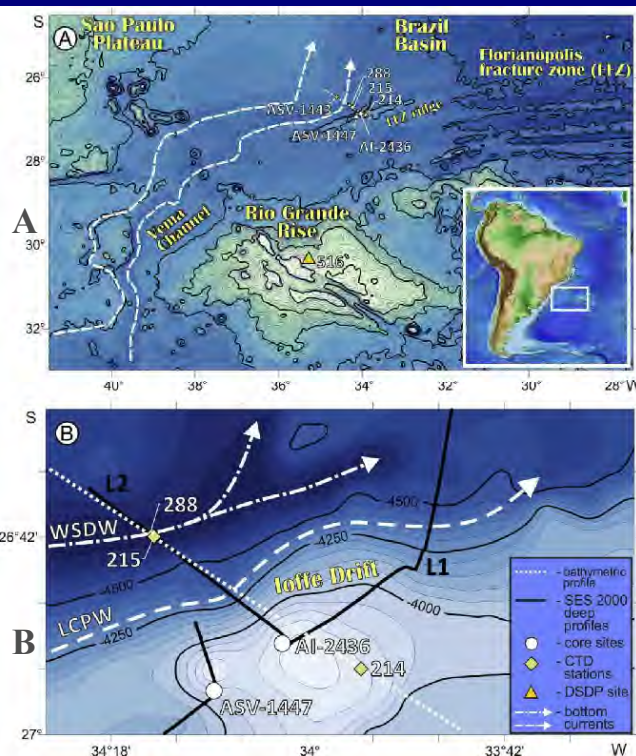 S
A
Sao Paulo
Plateau
Brazil
Basin
Florianopolis
fracture zone (FFZ)
26°
288
215
214
ASV-1443
ASV-1447
FFZ edge
AI-2436
28°
Vema
Channel
Rio Grande
Rise
A
30°
516
32°
40°
38°
36°
34°
32°
30°
28° W
S
B
L2
288
-4500
WSDW
26°42'
215
L1
-4500
-4250
Ioffe Drift
LCPW
-4250
-4000
B
AI-2436
214
ASV-1447
27°
34°18'
34°
W
33°42'
- bathymetric
profile
- SES 2000
deep
profiles
- core sites
- CTD
stations
- DSDP site
- bottom
currents